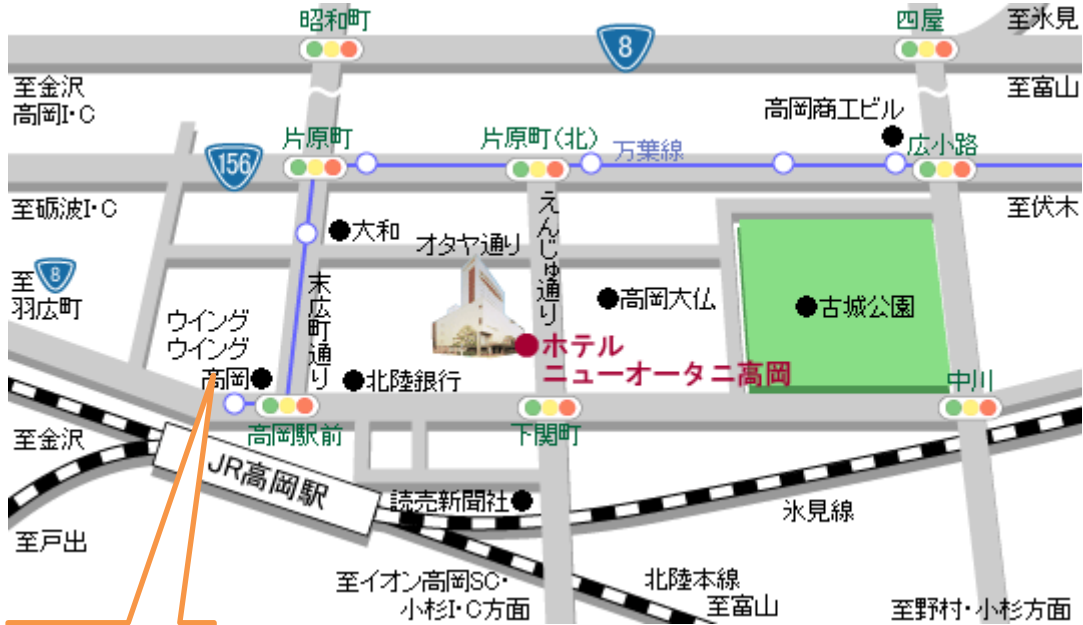 昭和町
四屋
至氷見
8
至金沢
高岡I・C
至富山
高岡商工ビル
片原町
片原町(北)
万葉線
広小路
156
至砺波I・C
至伏木
大和
オタヤ通り
えんじゅ通り
至8
羽広町
末広町通り
高岡大仏
古城公園
ウイング
ウイング
高岡
ホテル
ニューオータニ高岡
北陸銀行
中川
高岡駅前
下関町
至金沢
JR高岡駅
読売新聞社
氷見線
至戸出
至イオン高岡SC・
小杉I・C方面
北陸本線
至富山
至野村・小杉方面